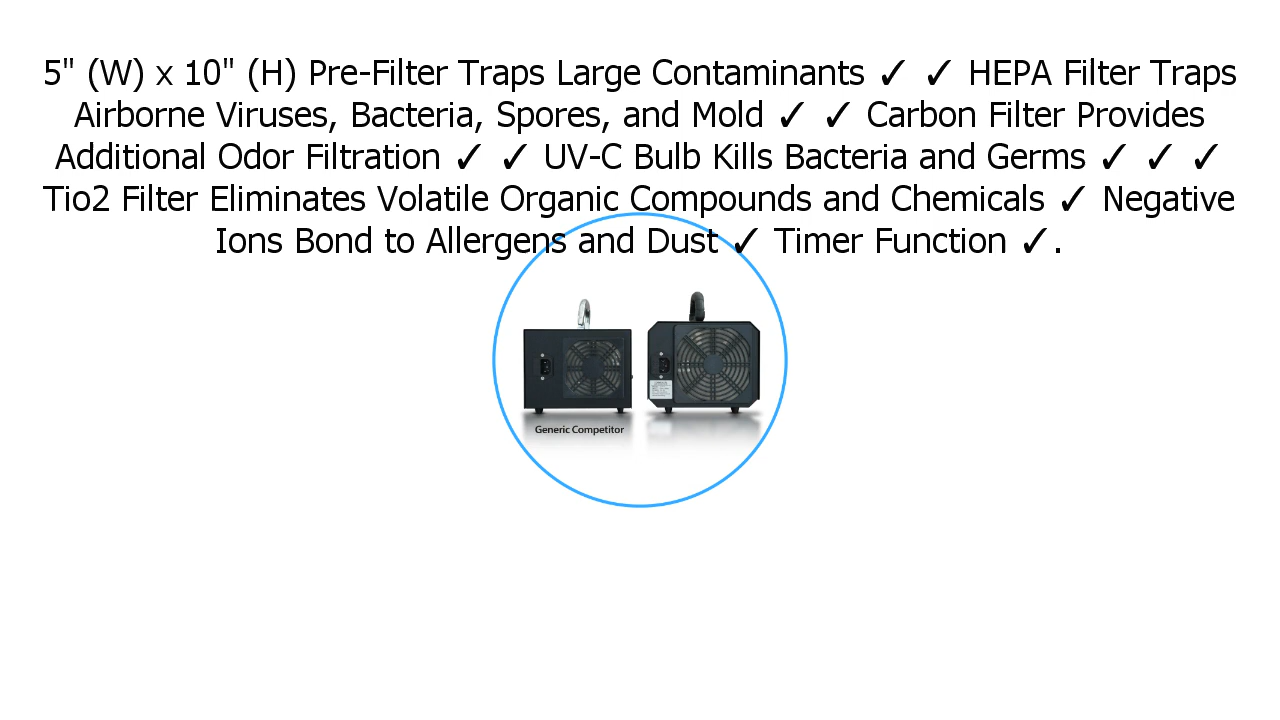 5" (W) x 10" (H) Pre-Filter Traps Large Contaminants ✓ ✓ HEPA Filter Traps
Airborne Viruses, Bacteria, Spores, and Mold ✓ ✓ Carbon Filter Provides
Additional Odor Filtration ✓ ✓ UV-C Bulb Kills Bacteria and Germs ✓ ✓ ✓
Tio2 Filter Eliminates Volatile Organic Compounds and Chemicals ✓ Negative
Ions Bond to Allergens and Dust ✓ Timer Function ✓.
Generic Competitor